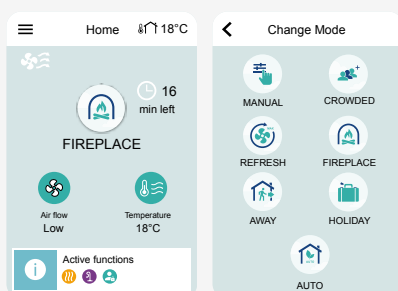 Home 18°C
16
min left
FIREPLACE
Air flow
Low
Temperature
18°C
Active functions
Change Mode
MANUAL
CROWDED
REFRESH
FIREPLACE
AWAY
HOLIDAY
AUTO